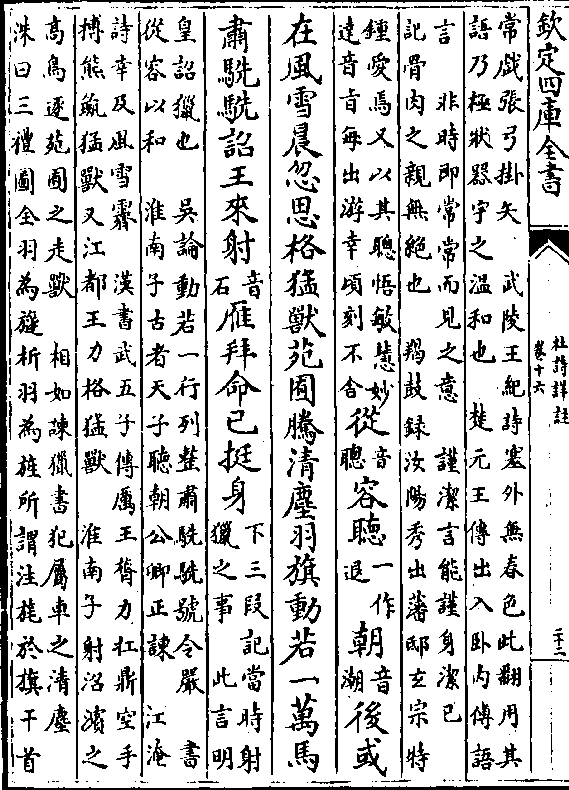 欽定四庫全書
杜詩詳註
卷十六
常戲張弓掛矢　武陵王紀詩塞外無春色此翻用其
語乃極狀器宇之温和也　楚元王傳出入卧内傅語
言　非時即常常而見之意　謹潔言能謹身潔已
記骨肉之親無絶也　羯鼓録汝陽秀出藩邸玄宗特
鍾愛焉又以其聰悟敏慧妙
達音旨每出游幸頃刻不舍
從音聰容聽一作退朝音潮後或
在風雪晨忽思格猛獸苑囿騰清塵羽旗動若一萬馬
肅駪駪詔王來射音石雁拜命已挺身下三段記當時射獵之事　此言明
皇詔獵也　吳論動若一行列整肅駪駪號令嚴　書
從容以和　淮南子古者天子聽朝公卿正諫　江淹
詩幸及風雪霽　漢書武五子傳厲王膂力扛鼎空手
搏熊彘猛獸又江都王力格猛獸　淮南子射沼濱之
高鳥逐苑囿之走獸　相如諫獵書犯屬車之清塵
洙曰三禮圖全羽為旞析羽為旌所謂注旄於旗干首